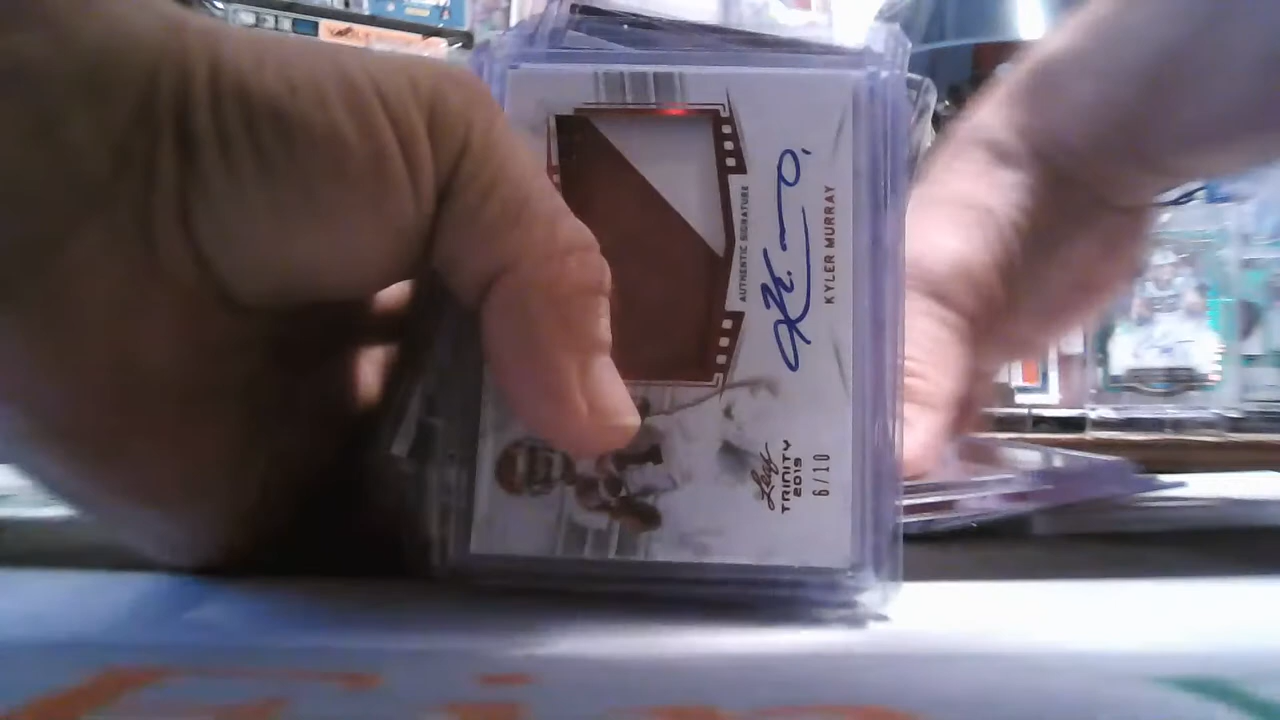 AUTHENTIC SIGNATURE
K. M
KYLER MURRAY
Leaf
TRINITY
2019
6/10